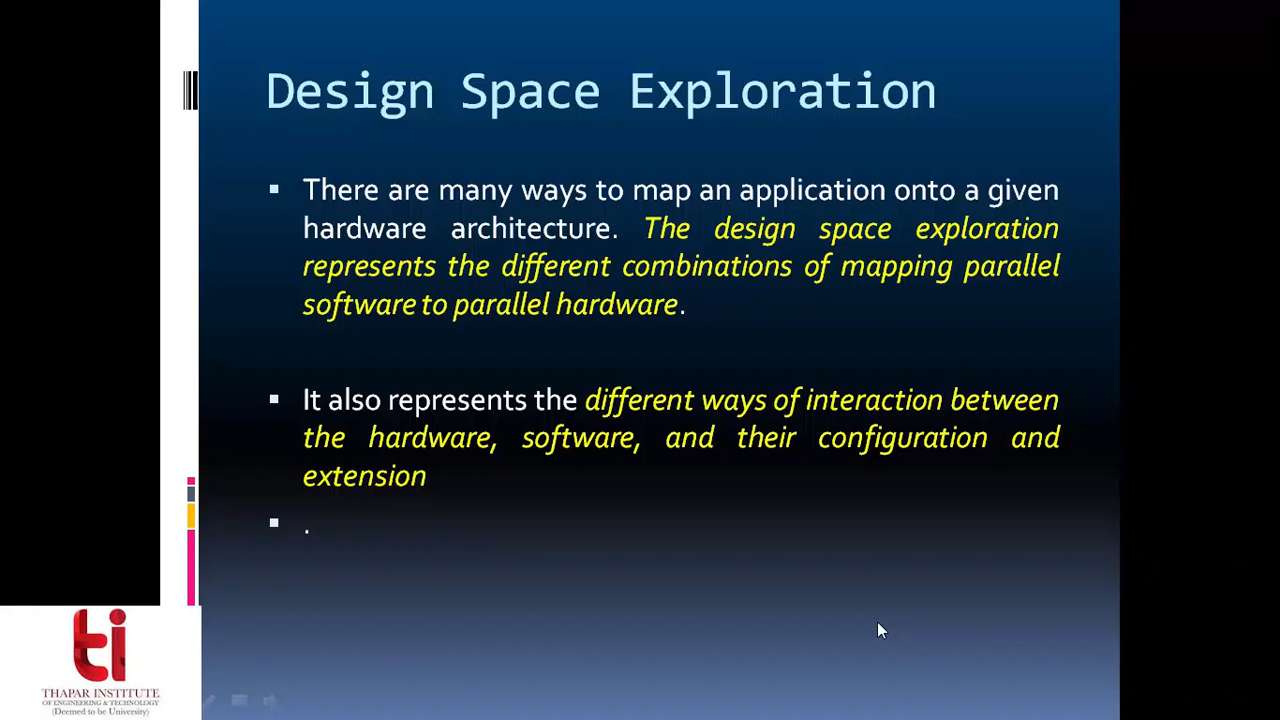 Design Space Exploration
▪ There are many ways to map an application onto a given
hardware architecture. The design space exploration
represents the different combinations of mapping parallel
software to parallel hardware.
▪ It also represents the different ways of interaction between
the hardware, software, and their configuration and
extension
▪ .
ti
THAPAR INSTITUTE
OF ENGINEERING & TECHNOLOGY
(Deemed to be University)